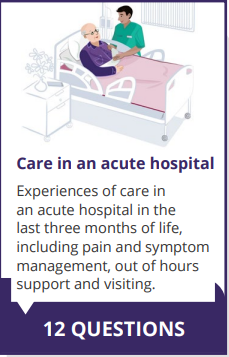 Care in an acute hospital
Experiences of care in
an acute hospital in the
last three months of life,
including pain and symptom
management, out of hours
support and visiting.
12 QUESTIONS